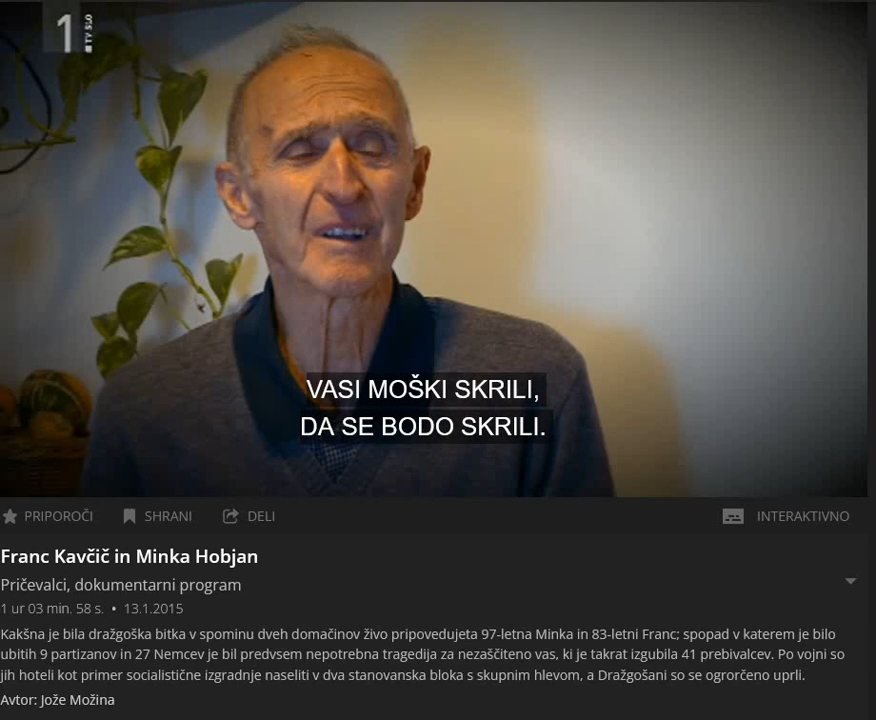 1
TV SLO
VASI MOŠKI SKRILI,
DA SE BODO SKRILI.
PRIPOROČI SHRANI DELI INTERAKTIVNO
Franc Kavčič in Minka Hobjan
Pričevalci, dokumentarni program
1 ur 03 min. 58 s. • 13.1.2015
Kakšna je bila dražgoška bitka v spominu dveh domačinov živo pripovedujeta 97-letna Minka in 83-letni Franc; spopad v katerem je bilo
ubitih 9 partizanov in 27 Nemcev je bil predvsem nepotrebna tragedija za nezaščiteno vas, ki je takrat izgubila 41 prebivalcev. Po vojni so
jih hoteli kot primer socialistične izgradnje naseliti v dva stanovanska bloka s skupnim hlevom, a Dražgošani so se ogrorčeno uprli.
Avtor: Jože Možina